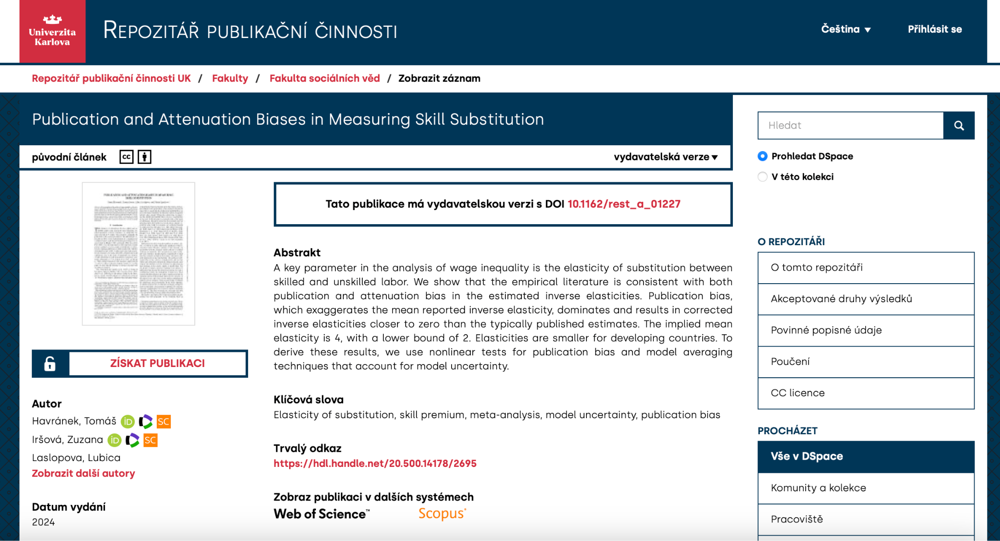 Univerzita
Karlova
Repozitář publikační činnosti
Čeština ▼
Přihlásit se
Repozitář publikační činnosti UK / Fakulty / Fakulta sociálních věd / Zobrazit záznam
Publication and Attenuation Biases in Measuring Skill Substitution
původní článek
cc
vydavatelská verze▼
PUBLICATION AND ATTENUATION BIASES IN MEASURING
SKILL SUBSTITUTION
ZÍSKAT PUBLIKACI
Autor
Havránek, Tomáš iD SC
Iršová, Zuzana iD SC
Laslopova, Lubica
Zobrazit další autory
Datum vydání
2024
Tato publikace má vydavatelskou verzi s DOI 10.1162/rest_a_01227
Abstrakt
A key parameter in the analysis of wage inequality is the elasticity of substitution between
skilled and unskilled labor. We show that the empirical literature is consistent with both
publication and attenuation bias in the estimated inverse elasticities. Publication bias,
which exaggerates the mean reported inverse elasticity, dominates and results in corrected
inverse elasticities closer to zero than the typically published estimates. The implied mean
elasticity is 4, with a lower bound of 2. Elasticities are smaller for developing countries. To
derive these results, we use nonlinear tests for publication bias and model averaging
techniques that account for model uncertainty.
Klíčová slova
Elasticity of substitution, skill premium, meta-analysis, model uncertainty, publication bias
Trvalý odkaz
https://hdl.handle.net/20.500.14178/2695
Zobraz publikaci v dalších systémech
Web of Science™
Scopus®
Hledat
Prohledat DSpace
V této kolekci
O REPOZITÁŘI
O tomto repozitáři
Akceptované druhy výsledků
Povinné popisné údaje
Poučení
CC licence
PROCHÁZET
Vše v DSpace
Komunity a kolekce
Pracoviště